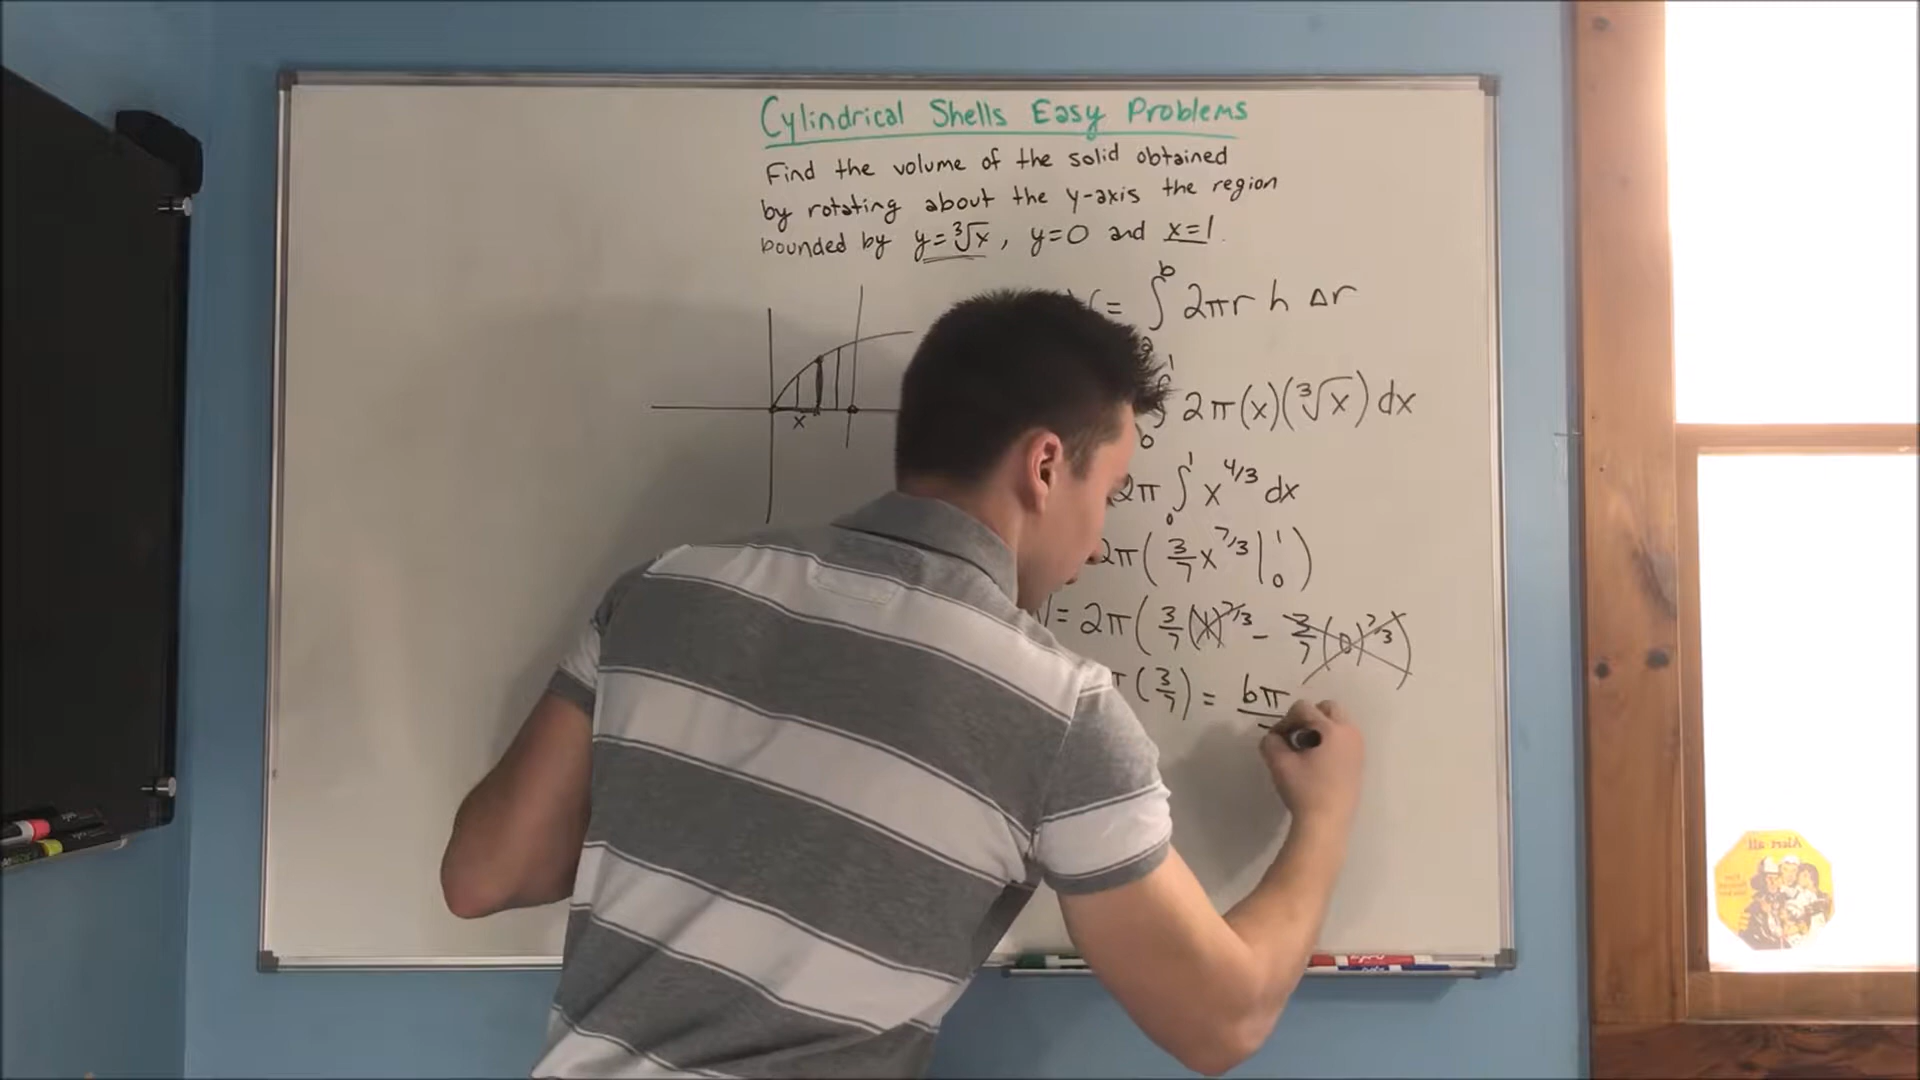 Cylindrical Shells Easy Problems
Find the volume of the solid obtained
by rotating about the y-axis the region
bounded by y=∛x, y=0 and x=1.
= ∫ₐᵇ 2πr h Δr
∫₀¹ 2π(x)(∛x) dx
x
2π ∫₀¹ x^4/3 dx
2π( 3/7 x^7/3 |₀¹ )
V = 2π( 3/7 (1)^7/3 - 3/7 (0)^7/3 )
π ( 3/7 ) = 6π
Alert all